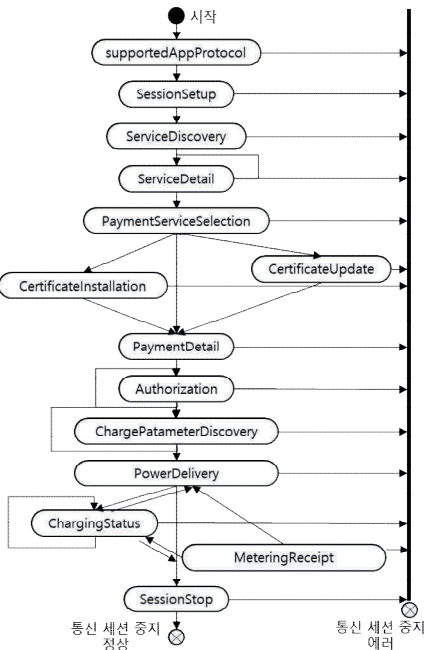 시작
supportedAppProtocol
SessionSetup
ServiceDiscovery
ServiceDetail
PaymentServiceSelection
CertificateUpdate
CertificateInstallation
PaymentDetail
Authorization
ChargePatameterDiscovery
PowerDelivery
ChargingStatus
MeteringReceipt
SessionStop
통신 세션 중지
정상
통신 세션 중지
에러